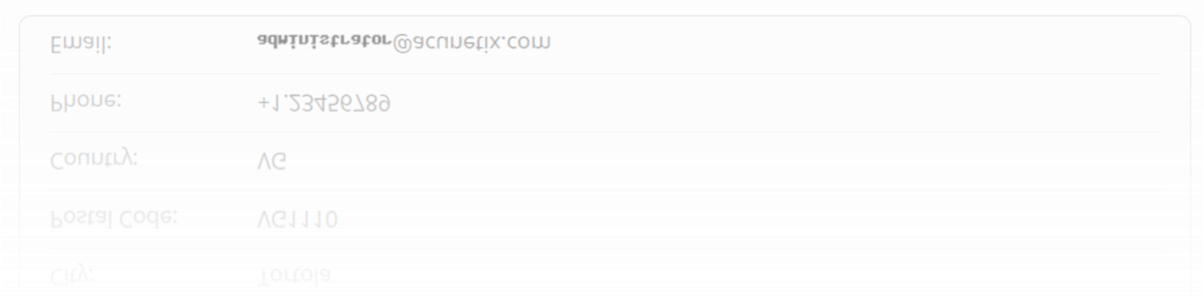 Email: administrator@acunetix.com
Phone: +1.23456789
Country: VG
Postal Code: VG1110
City: Tortola